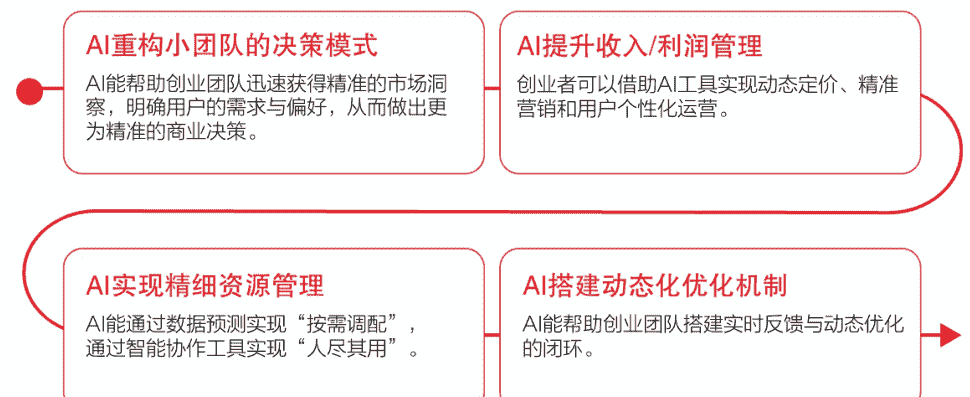 AI重构小团队的决策模式
AI能帮助创业团队迅速获得精准的市场洞
察，明确用户的需求与偏好，从而做出更
为精准的商业决策。
AI提升收入/利润管理
创业者可以借助AI工具实现动态定价、精准
营销和用户个性化运营。
AI实现精细资源管理
AI能通过数据预测实现“按需调配”，
通过智能协作工具实现“人尽其用”。
AI搭建动态化优化机制
AI能帮助创业团队搭建实时反馈与动态优化
的闭环。